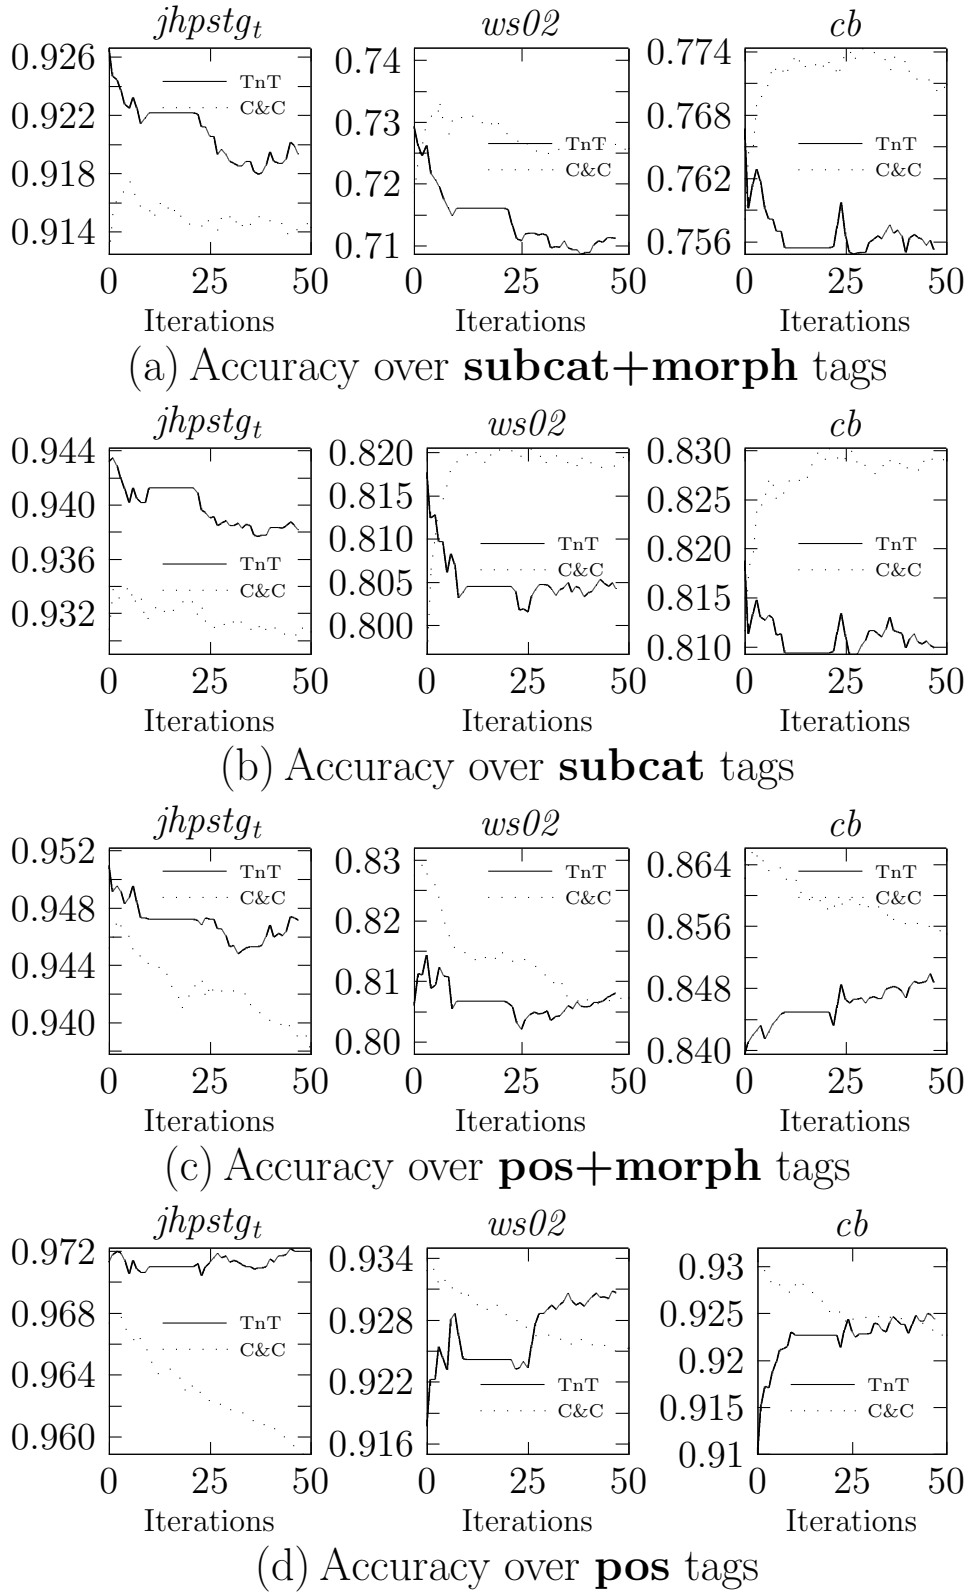 jhpstg_t ws02 cb
0.926 0.74 0.774
TnT
C&C
0.922 0.73 0.768
TnT TnT
C&C C&C
0.918 0.72 0.762
0.914 0.71 0.756
0 25 50 0 25 50 0 25 50
Iterations Iterations Iterations
(a) Accuracy over subcat+morph tags
jhpstg_t ws02 cb
0.944 0.820 0.830
0.940 0.815 0.825
0.936 0.810 0.820
TnT TnT TnT
C&C C&C C&C
0.932 0.805 0.815
0.800 0.810
0 25 50 0 25 50 0 25 50
Iterations Iterations Iterations
(b) Accuracy over subcat tags
jhpstg_t ws02 cb
0.952 0.83 0.864
TnT TnT TnT
C&C C&C C&C
0.948 0.82 0.856
0.944 0.81 0.848
0.940 0.80 0.840
0 25 50 0 25 50 0 25 50
Iterations Iterations Iterations
(c) Accuracy over pos+morph tags
jhpstg_t ws02 cb
0.972 0.934 0.93
0.968 0.928 0.925
TnT
C&C
0.964 0.922 0.92
TnT TnT
C&C C&C
0.960 0.916 0.915
0.91
0 25 50 0 25 50 0 25 50
Iterations Iterations Iterations
(d) Accuracy over pos tags